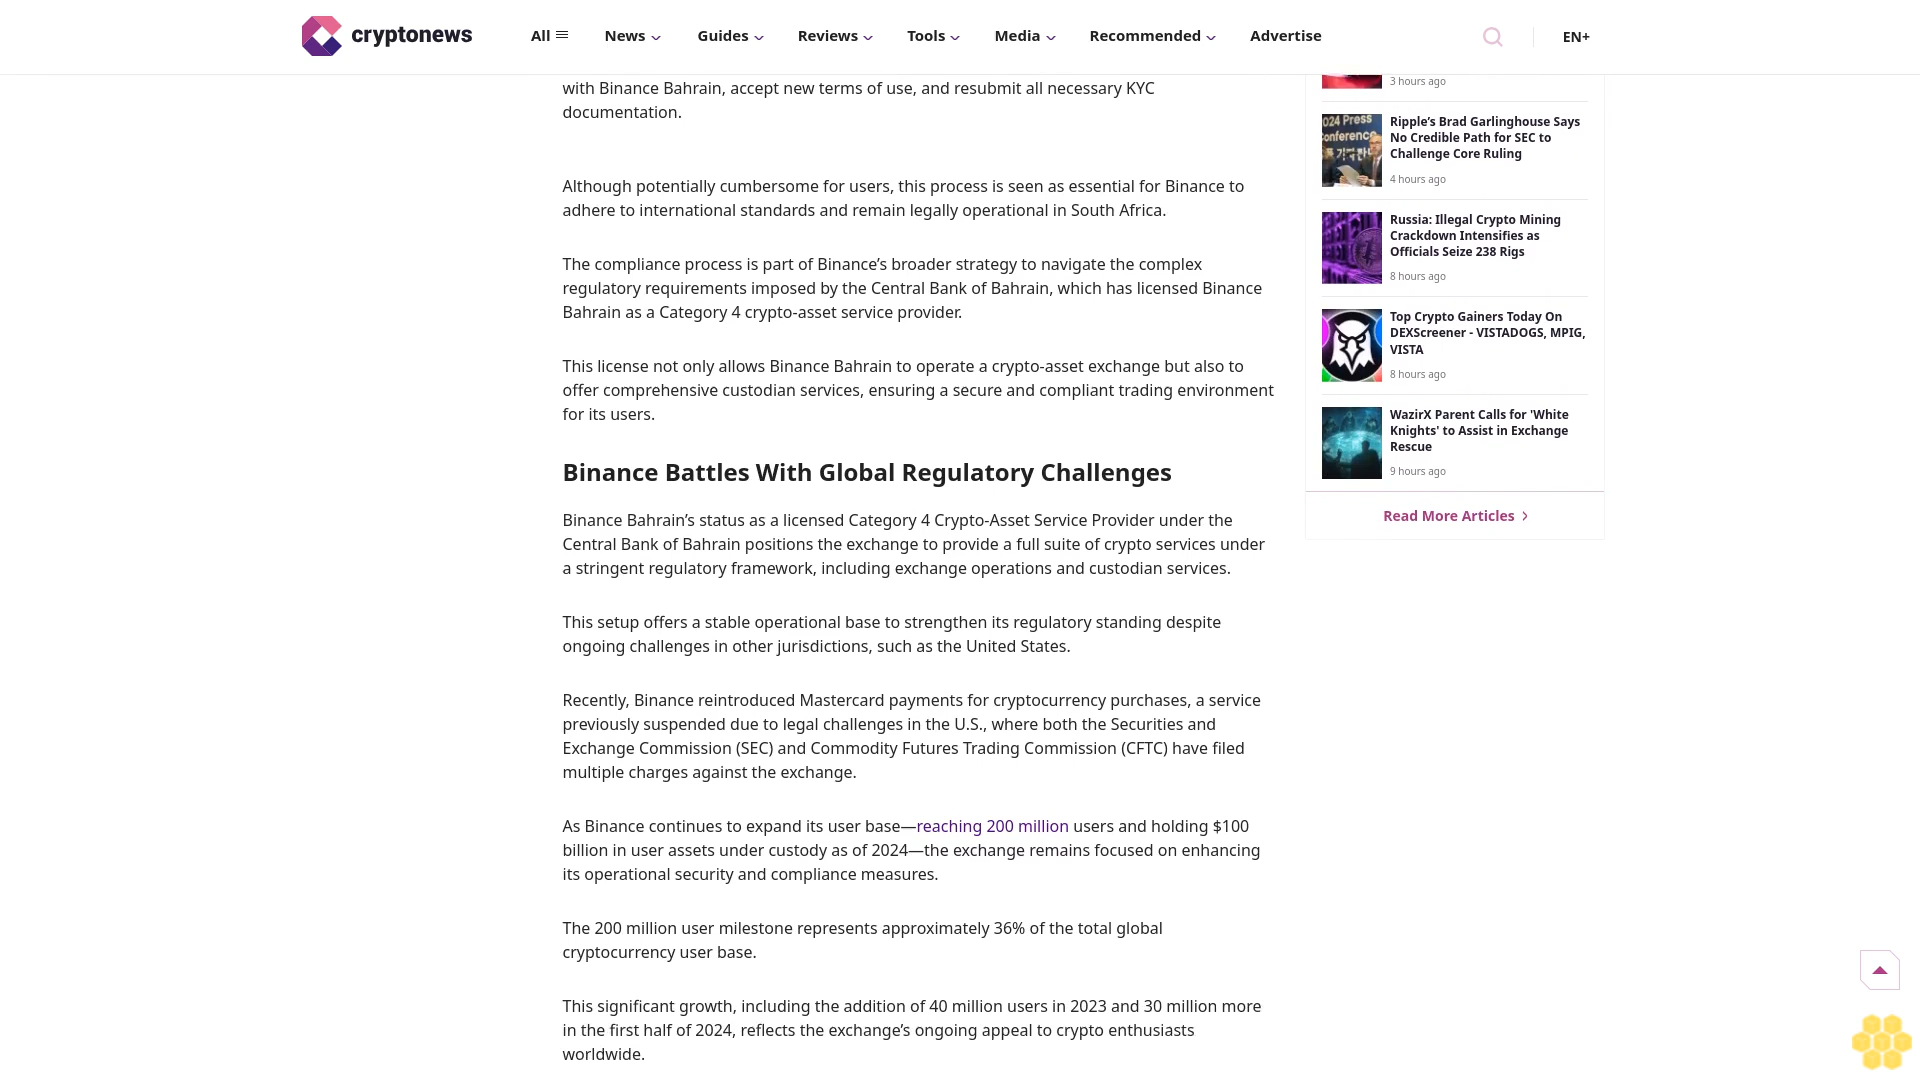 cryptonews
All
News
Guides
Reviews
Tools
Media
Recommended
Advertise
EN+
with Binance Bahrain, accept new terms of use, and resubmit all necessary KYC
documentation.
Although potentially cumbersome for users, this process is seen as essential for Binance to
adhere to international standards and remain legally operational in South Africa.
The compliance process is part of Binance’s broader strategy to navigate the complex
regulatory requirements imposed by the Central Bank of Bahrain, which has licensed Binance
Bahrain as a Category 4 crypto-asset service provider.
This license not only allows Binance Bahrain to operate a crypto-asset exchange but also to
offer comprehensive custodian services, ensuring a secure and compliant trading environment
for its users.
Binance Battles With Global Regulatory Challenges
Binance Bahrain’s status as a licensed Category 4 Crypto-Asset Service Provider under the
Central Bank of Bahrain positions the exchange to provide a full suite of crypto services under
a stringent regulatory framework, including exchange operations and custodian services.
This setup offers a stable operational base to strengthen its regulatory standing despite
ongoing challenges in other jurisdictions, such as the United States.
Recently, Binance reintroduced Mastercard payments for cryptocurrency purchases, a service
previously suspended due to legal challenges in the U.S., where both the Securities and
Exchange Commission (SEC) and Commodity Futures Trading Commission (CFTC) have filed
multiple charges against the exchange.
As Binance continues to expand its user base—reaching 200 million users and holding $100
billion in user assets under custody as of 2024—the exchange remains focused on enhancing
its operational security and compliance measures.
The 200 million user milestone represents approximately 36% of the total global
cryptocurrency user base.
This significant growth, including the addition of 40 million users in 2023 and 30 million more
in the first half of 2024, reflects the exchange’s ongoing appeal to crypto enthusiasts
worldwide.
3 hours ago
024 Press
Conference
Ripple’s Brad Garlinghouse Says
No Credible Path for SEC to
Challenge Core Ruling
4 hours ago
Russia: Illegal Crypto Mining
Crackdown Intensifies as
Officials Seize 238 Rigs
8 hours ago
Top Crypto Gainers Today On
DEXScreener - VISTADOGS, MPIG,
VISTA
8 hours ago
WazirX Parent Calls for 'White
Knights' to Assist in Exchange
Rescue
9 hours ago
Read More Articles